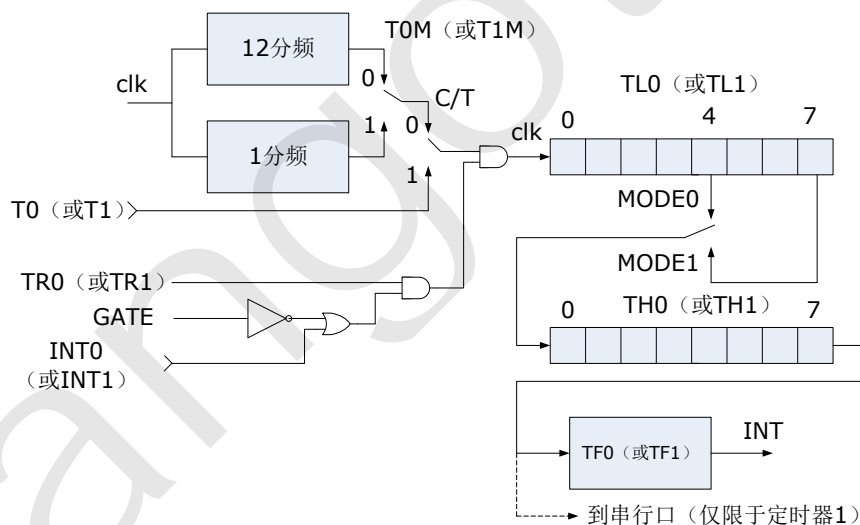 12分频
T0M（或T1M）
clk
0
C/T
1
0
1分频
1
T0（或T1）
clk
TL0（或TL1）
0 4 7
MODE0
MODE1
TR0（或TR1）
GATE
INT0
（或INT1）
TH0（或TH1）
0 7
TF0（或TF1）
INT
到串行口（仅限于定时器1）